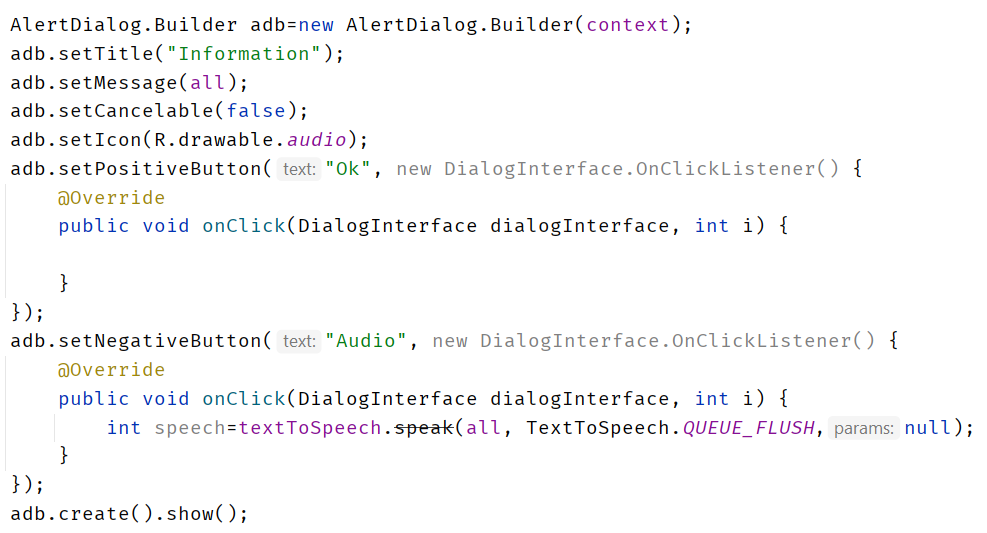 AlertDialog.Builder adb=new AlertDialog.Builder(context);
adb.setTitle("Information");
adb.setMessage(all);
adb.setCancelable(false);
adb.setIcon(R.drawable.audio);
adb.setPositiveButton( text: "Ok", new DialogInterface.OnClickListener() {
    @Override
    public void onClick(DialogInterface dialogInterface, int i) {
    }
});
adb.setNegativeButton( text: "Audio", new DialogInterface.OnClickListener() {
    @Override
    public void onClick(DialogInterface dialogInterface, int i) {
        int speech=textToSpeech.speak(all, TextToSpeech.QUEUE_FLUSH, params: null);
    }
});
adb.create().show();